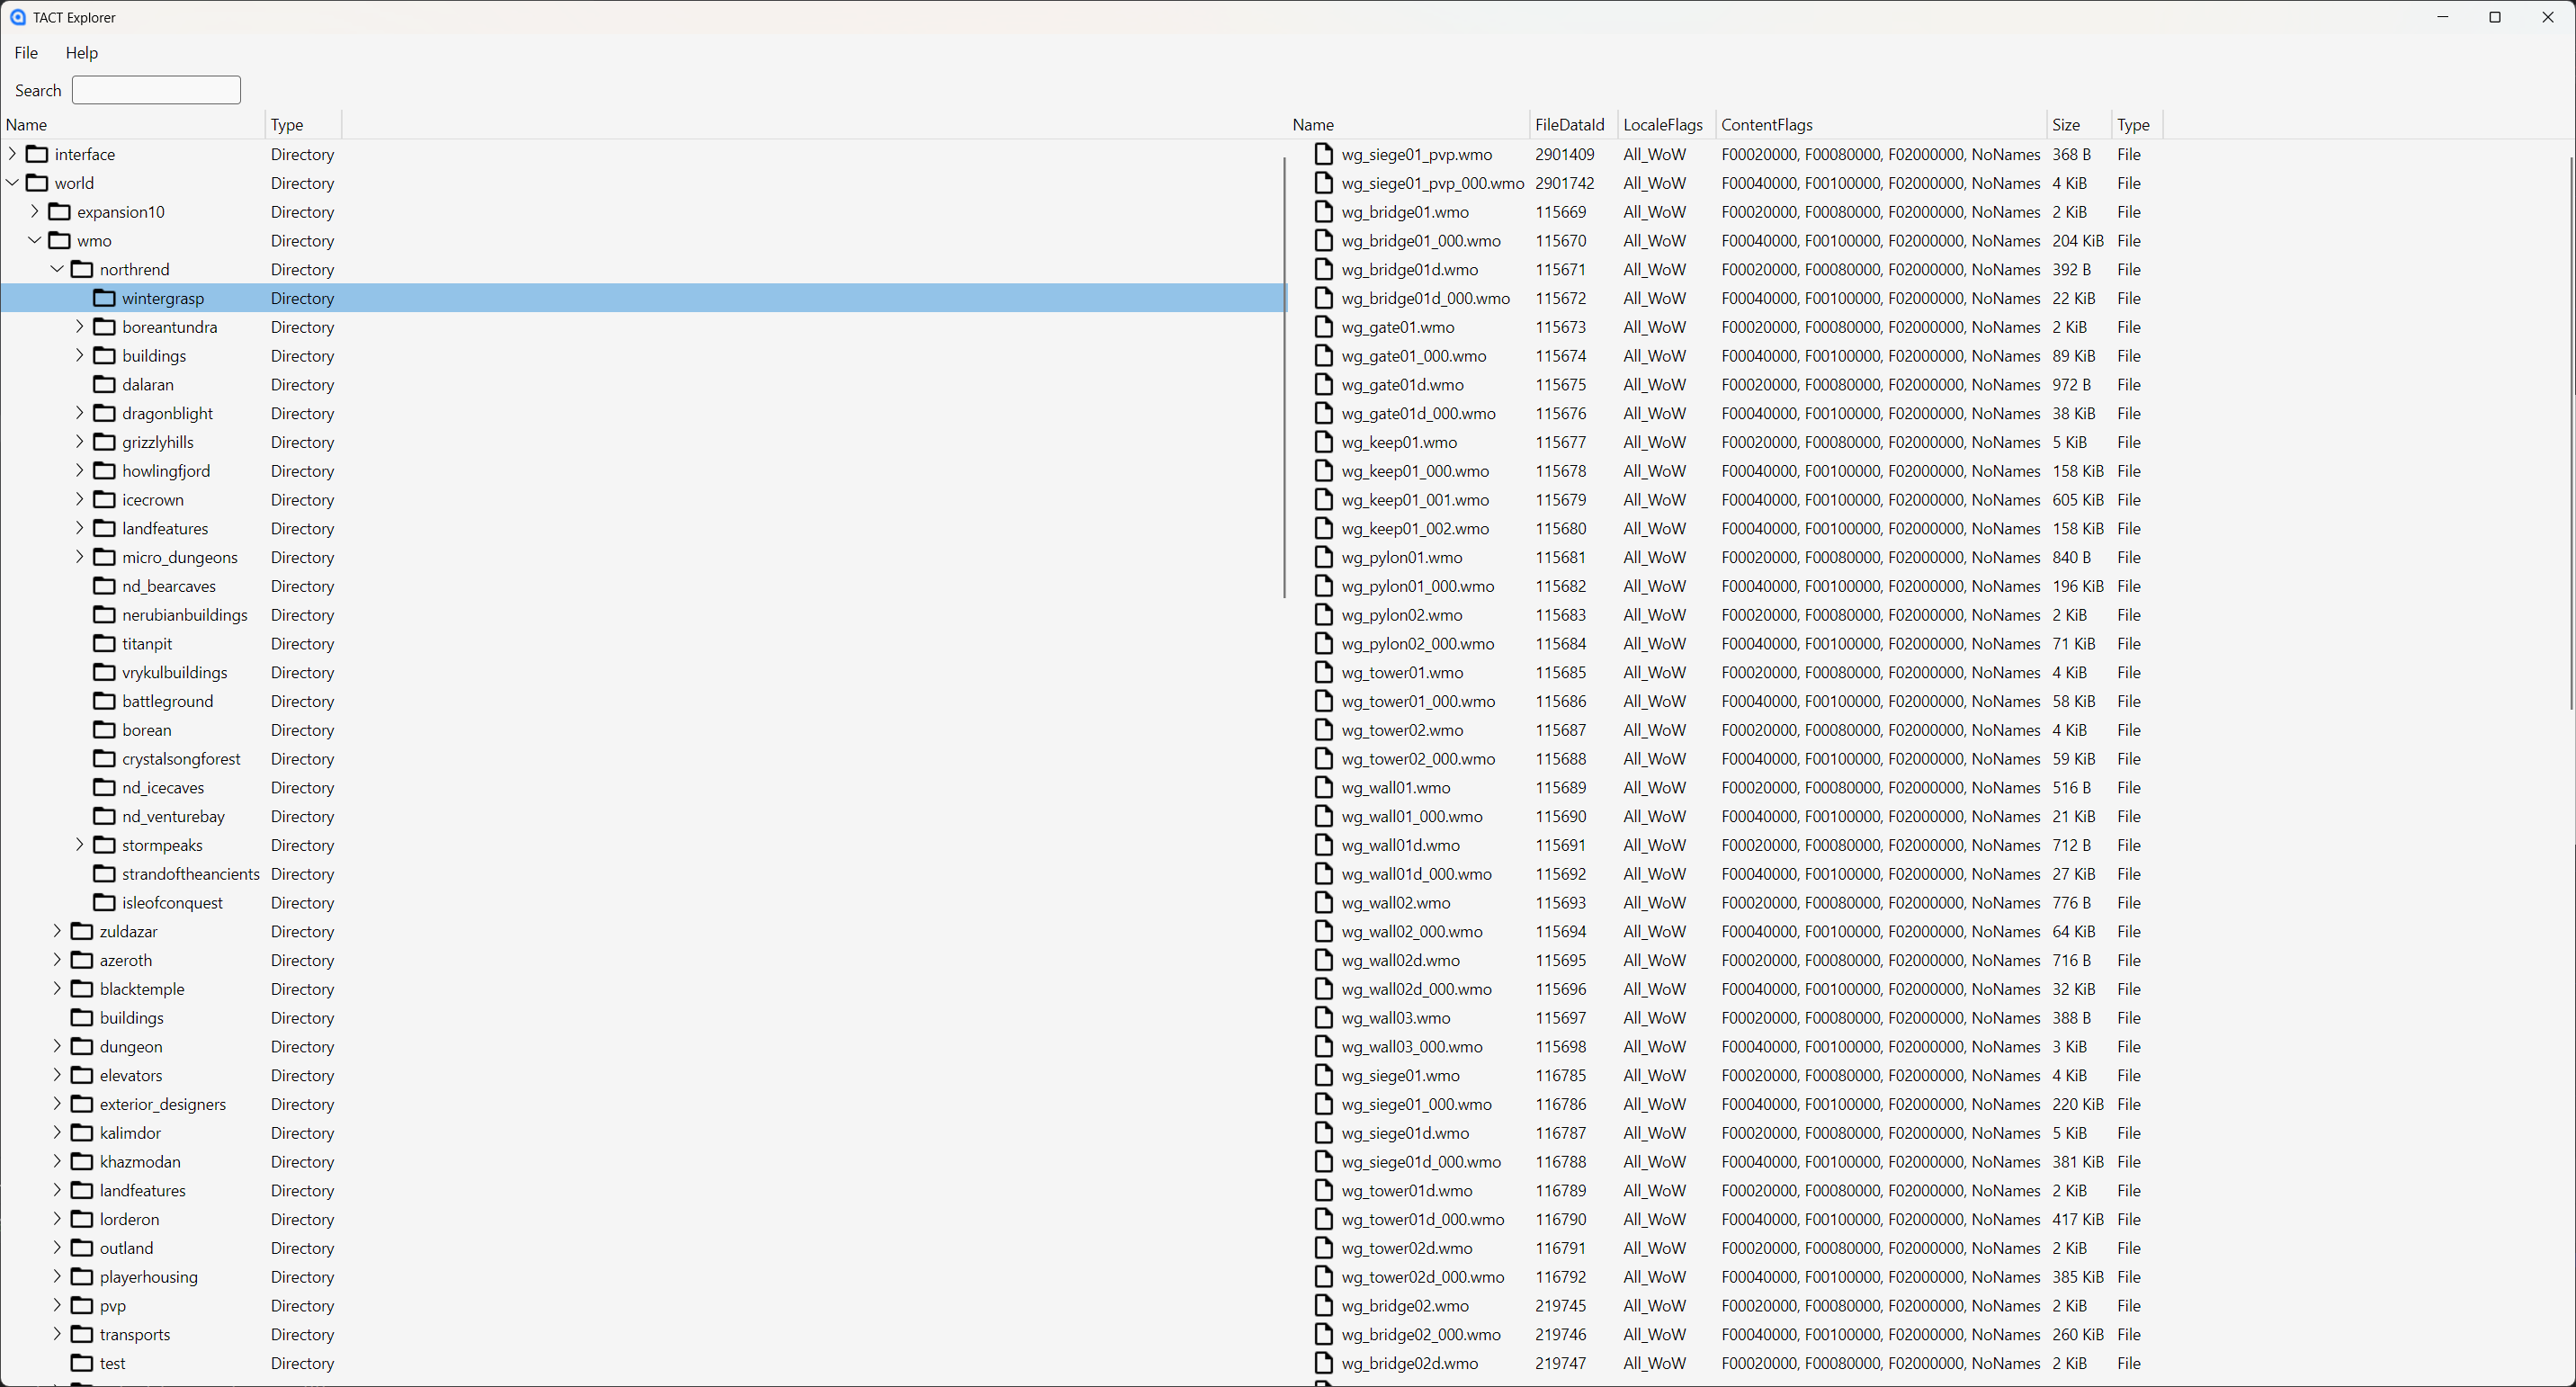 TACT Explorer
File Help
Search
Name Type
interface Directory
world Directory
expansion10 Directory
wmo Directory
northrend Directory
wintergrasp Directory
boreantundra Directory
buildings Directory
dalaran Directory
dragonblight Directory
grizzlyhills Directory
howlingfjord Directory
icecrown Directory
landfeatures Directory
micro_dungeons Directory
nd_bearcaves Directory
nerubianbuildings Directory
titanpit Directory
vrykulbuildings Directory
battleground Directory
borean Directory
crystalsongforest Directory
nd_icecaves Directory
nd_venturebay Directory
stormpeaks Directory
strandoftheancients Directory
isleofconquest Directory
zuldazar Directory
azeroth Directory
blacktemple Directory
buildings Directory
dungeon Directory
elevators Directory
exterior_designers Directory
kalimdor Directory
khazmodan Directory
landfeatures Directory
lorderon Directory
outland Directory
playerhousing Directory
pvp Directory
transports Directory
test Directory
Name FileDataId LocaleFlags ContentFlags Size Type
wg_siege01_pvp.wmo 2901409 All_WoW F00020000, F00080000, F02000000, NoNames 368 B File
wg_siege01_pvp_000.wmo 2901742 All_WoW F00040000, F00100000, F02000000, NoNames 4 KiB File
wg_bridge01.wmo 115669 All_WoW F00020000, F00080000, F02000000, NoNames 2 KiB File
wg_bridge01_000.wmo 115670 All_WoW F00040000, F00100000, F02000000, NoNames 204 KiB File
wg_bridge01d.wmo 115671 All_WoW F00020000, F00080000, F02000000, NoNames 392 B File
wg_bridge01d_000.wmo 115672 All_WoW F00040000, F00100000, F02000000, NoNames 22 KiB File
wg_gate01.wmo 115673 All_WoW F00020000, F00080000, F02000000, NoNames 2 KiB File
wg_gate01_000.wmo 115674 All_WoW F00040000, F00100000, F02000000, NoNames 89 KiB File
wg_gate01d.wmo 115675 All_WoW F00020000, F00080000, F02000000, NoNames 972 B File
wg_gate01d_000.wmo 115676 All_WoW F00040000, F00100000, F02000000, NoNames 38 KiB File
wg_keep01.wmo 115677 All_WoW F00020000, F00080000, F02000000, NoNames 5 KiB File
wg_keep01_000.wmo 115678 All_WoW F00040000, F00100000, F02000000, NoNames 158 KiB File
wg_keep01_001.wmo 115679 All_WoW F00040000, F00100000, F02000000, NoNames 605 KiB File
wg_keep01_002.wmo 115680 All_WoW F00040000, F00100000, F02000000, NoNames 158 KiB File
wg_pylon01.wmo 115681 All_WoW F00020000, F00080000, F02000000, NoNames 840 B File
wg_pylon01_000.wmo 115682 All_WoW F00040000, F00100000, F02000000, NoNames 196 KiB File
wg_pylon02.wmo 115683 All_WoW F00020000, F00080000, F02000000, NoNames 2 KiB File
wg_pylon02_000.wmo 115684 All_WoW F00040000, F00100000, F02000000, NoNames 71 KiB File
wg_tower01.wmo 115685 All_WoW F00020000, F00080000, F02000000, NoNames 4 KiB File
wg_tower01_000.wmo 115686 All_WoW F00040000, F00100000, F02000000, NoNames 58 KiB File
wg_tower02.wmo 115687 All_WoW F00020000, F00080000, F02000000, NoNames 4 KiB File
wg_tower02_000.wmo 115688 All_WoW F00040000, F00100000, F02000000, NoNames 59 KiB File
wg_wall01.wmo 115689 All_WoW F00020000, F00080000, F02000000, NoNames 516 B File
wg_wall01_000.wmo 115690 All_WoW F00040000, F00100000, F02000000, NoNames 21 KiB File
wg_wall01d.wmo 115691 All_WoW F00020000, F00080000, F02000000, NoNames 712 B File
wg_wall01d_000.wmo 115692 All_WoW F00040000, F00100000, F02000000, NoNames 27 KiB File
wg_wall02.wmo 115693 All_WoW F00020000, F00080000, F02000000, NoNames 776 B File
wg_wall02_000.wmo 115694 All_WoW F00040000, F00100000, F02000000, NoNames 64 KiB File
wg_wall02d.wmo 115695 All_WoW F00020000, F00080000, F02000000, NoNames 716 B File
wg_wall02d_000.wmo 115696 All_WoW F00040000, F00100000, F02000000, NoNames 32 KiB File
wg_wall03.wmo 115697 All_WoW F00020000, F00080000, F02000000, NoNames 388 B File
wg_wall03_000.wmo 115698 All_WoW F00040000, F00100000, F02000000, NoNames 3 KiB File
wg_siege01.wmo 116785 All_WoW F00020000, F00080000, F02000000, NoNames 4 KiB File
wg_siege01_000.wmo 116786 All_WoW F00040000, F00100000, F02000000, NoNames 220 KiB File
wg_siege01d.wmo 116787 All_WoW F00020000, F00080000, F02000000, NoNames 5 KiB File
wg_siege01d_000.wmo 116788 All_WoW F00040000, F00100000, F02000000, NoNames 381 KiB File
wg_tower01d.wmo 116789 All_WoW F00020000, F00080000, F02000000, NoNames 2 KiB File
wg_tower01d_000.wmo 116790 All_WoW F00040000, F00100000, F02000000, NoNames 417 KiB File
wg_tower02d.wmo 116791 All_WoW F00020000, F00080000, F02000000, NoNames 2 KiB File
wg_tower02d_000.wmo 116792 All_WoW F00040000, F00100000, F02000000, NoNames 385 KiB File
wg_bridge02.wmo 219745 All_WoW F00020000, F00080000, F02000000, NoNames 2 KiB File
wg_bridge02_000.wmo 219746 All_WoW F00040000, F00100000, F02000000, NoNames 260 KiB File
wg_bridge02d.wmo 219747 All_WoW F00020000, F00080000, F02000000, NoNames 2 KiB File